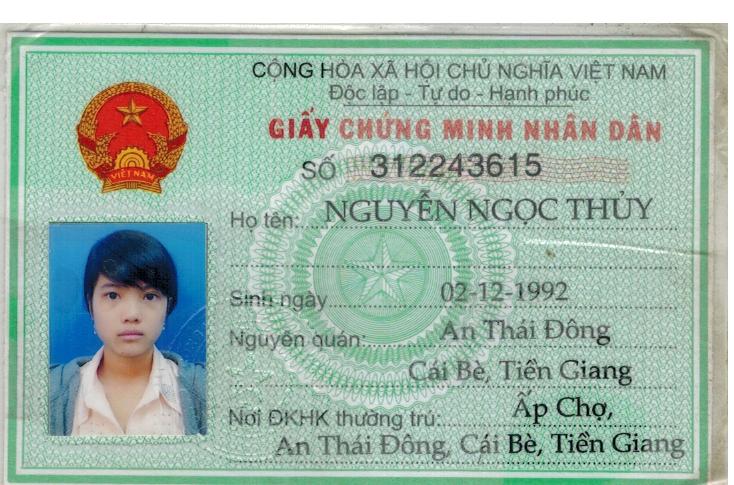 CỘNG HÒA XÃ HỘI CHỦ NGHĨA VIỆT NAM
Độc lập - Tự do - Hạnh phúc
GIẤY CHỨNG MINH NHÂN DÂN
SỐ 312243615
VIỆT NAM
Họ tên: NGUYỄN NGỌC THỦY
Sinh ngày 02-12-1992
Nguyên quán: An Thái Đông
Cái Bè, Tiền Giang
Nơi ĐKHK thường trú: Ấp Chợ,
An Thái Đông, Cái Bè, Tiền Giang